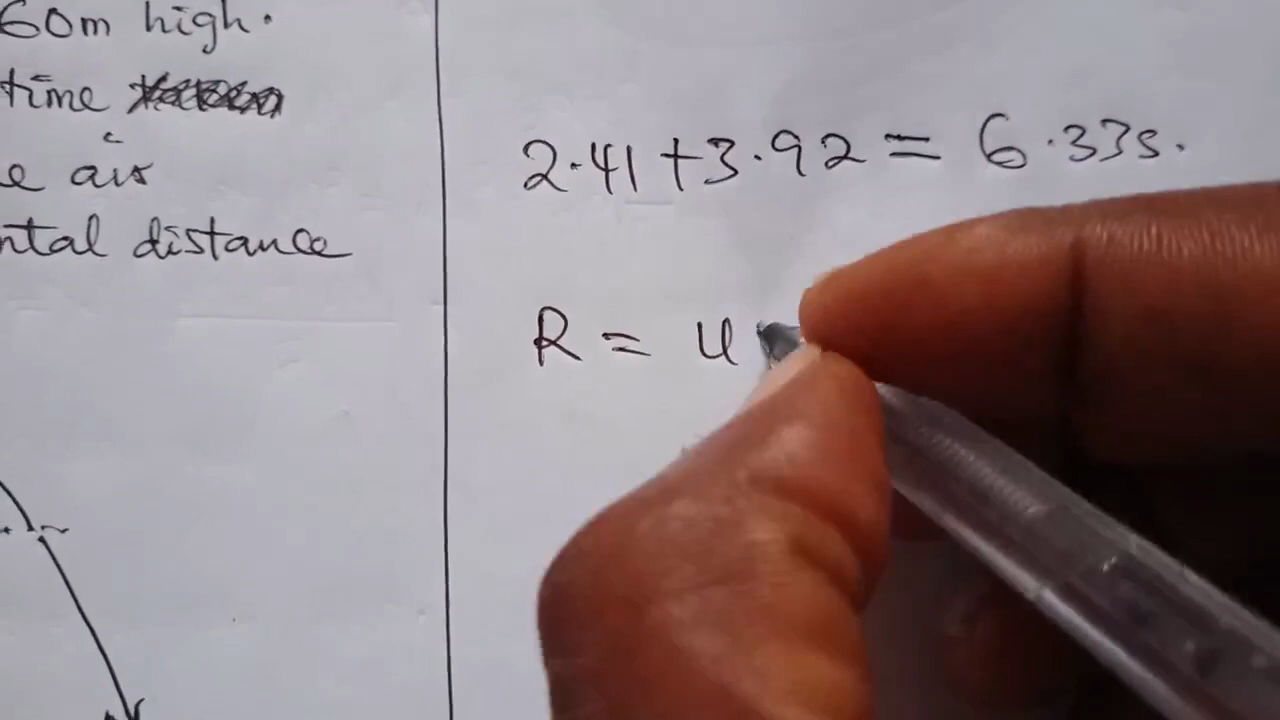 60m high.
time
e air
ntal distance
2.41+3.92 = 6.33s.
R = u